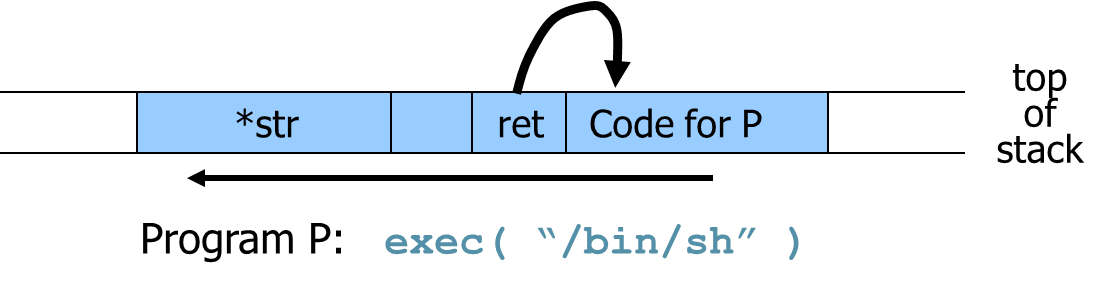 top
of
stack
*str
ret
Code for P
Program P: exec( “/bin/sh” )